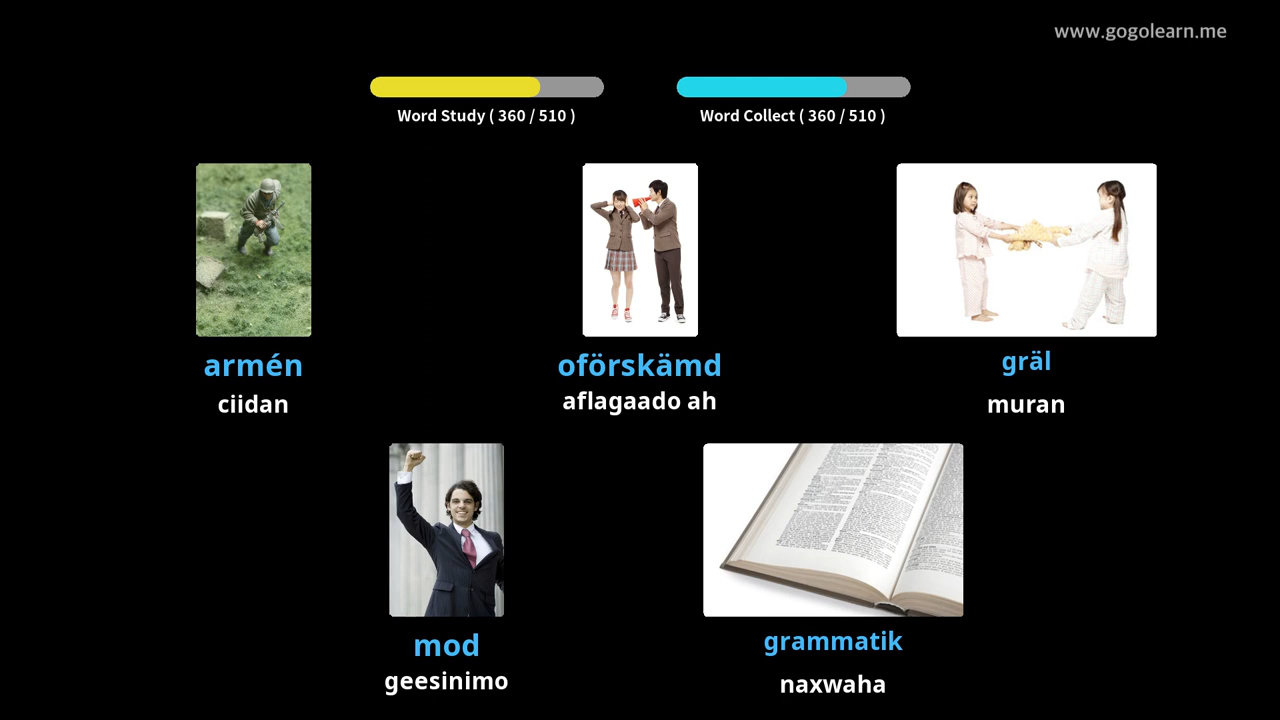 www.gogolearn.me
Word Study ( 360 / 510 )
Word Collect ( 360 / 510 )
armén
ciidan
oförskämd
aflagaado ah
gräl
muran
mod
geesinimo
grammatik
naxwaha